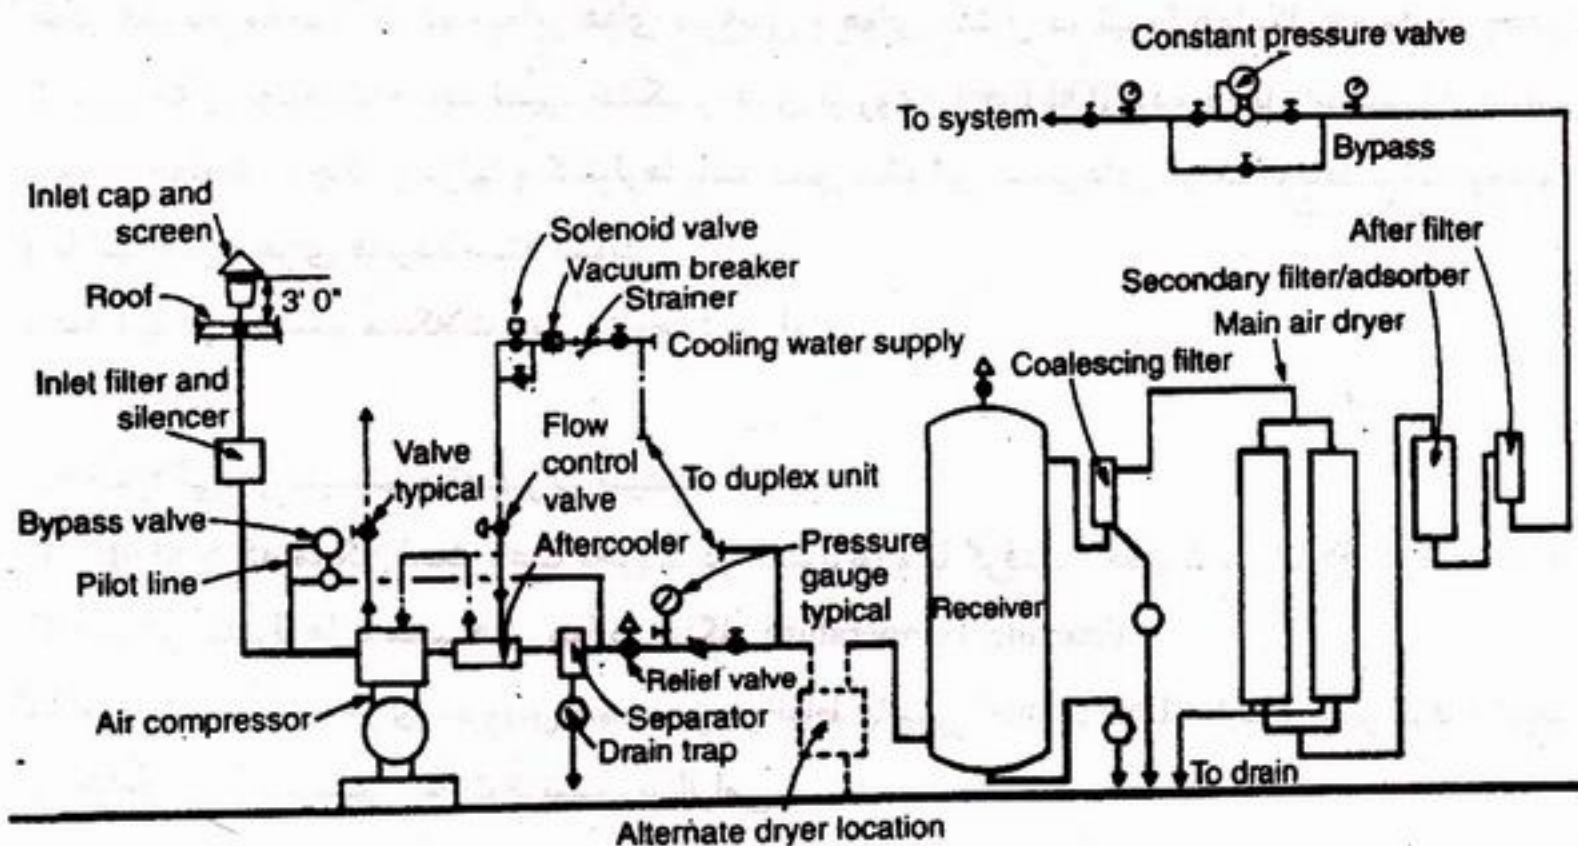 Constant pressure valve
To system
Bypass
Inlet cap and
screen
Roof
3' 0"
Solenoid valve
Vacuum breaker
Strainer
Cooling water supply
After filter
Secondary filter/adsorber
Main air dryer
Coalescing filter
Inlet filter and
silencer
Valve
typical
Flow
control
valve
To duplex unit
Bypass valve
Pilot line
Aftercooler
Pressure
gauge
typical
Receiver
Relief valve
Air compressor
Separator
Drain trap
To drain
Alternate dryer location